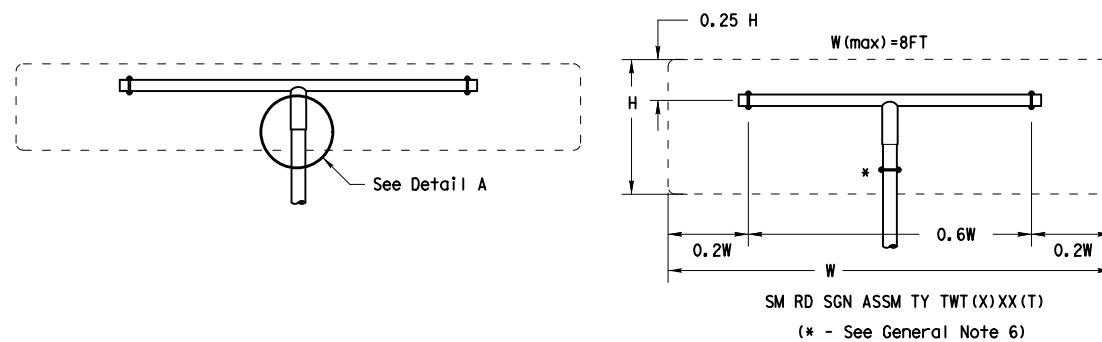 0.25 H
W(max)=8FT
H
See Detail A
*
0.2W
0.6W
0.2W
W
SM RD SGN ASSM TY TWT(X)XX(T)
(* - See General Note 6)